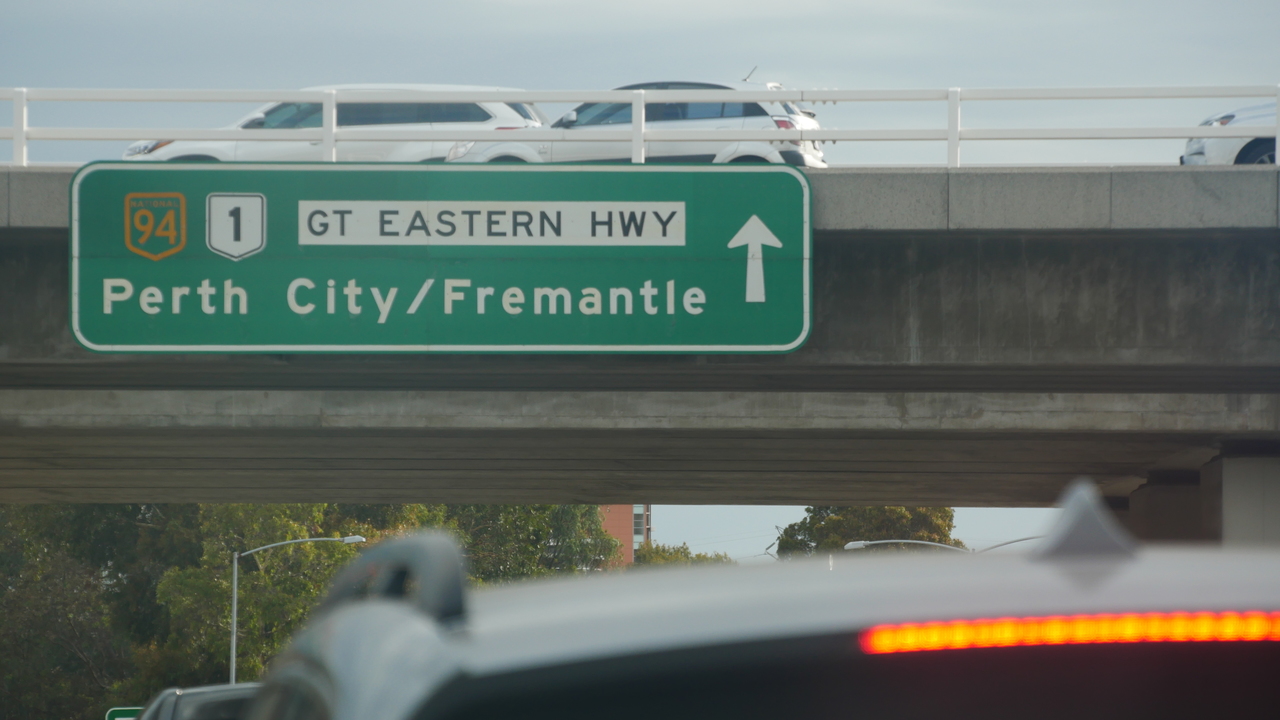 NATIONAL
94 1 GT EASTERN HWY
Perth City/Fremantle